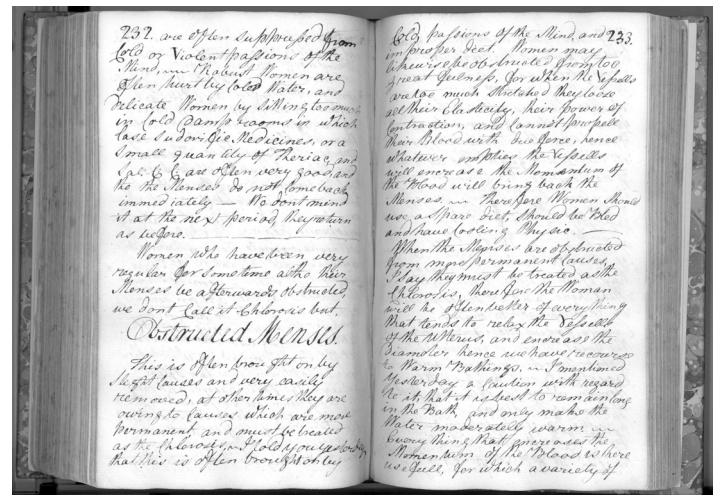 232. are often suppressed from
Cold or Violent passions of the
Mind, Robust Women are
often hurt by Cold Water, and
Delicate Women by sitting too much
in Cold Damp rooms in which
Case sudorific Medicines, or a
Small quantity of Theriac and
Sal: C C are often very good, and
tho the Menses do not come back
immediately — We dont mind
it at the next period, they return
as before.
Women who have been very
regular for sometime altho their
Menses be afterwards obstructed,
we dont Call it Chlorosis but,
Obstructed Menses.
This is often brought on by
slight Causes and very easily
removed, at other times they are
owing to Causes which are more
permanent and must be treated
as the Chlorosis, I told you yesterday
that this is often brought on by
Cold passions of the Mind, and 233.
improper diet. Women may
likewise be obstructed from too
great fulness, for when the Vessells
are too much stretched they loose
all their Elasticity, their power of
Contraction, and Cannot propell
their Blood with due force, hence
whatever empties the Vessells
will encrease the Momentum of
the Blood will bring back the
Menses. therefore Women should
use a spare diet, should be Bled
and have Cooling Physic. —
When the Menses are obstructed
from more permanent Causes,
I say they must be treated as the
Chlorosis, therefore the Woman
will be often better of every thing
that tends to relax the Vessells
of the Utterus, and encrease the
Diameter hence we have recourse
to Warm Bathings, I mentioned
Yesterday a Caution with regard
to it that it is best to remain long
in the Bath and only make the
Water moderately warm
Every thing that encreases the
Momentum of the Blood is there
usefull, for which a variety of